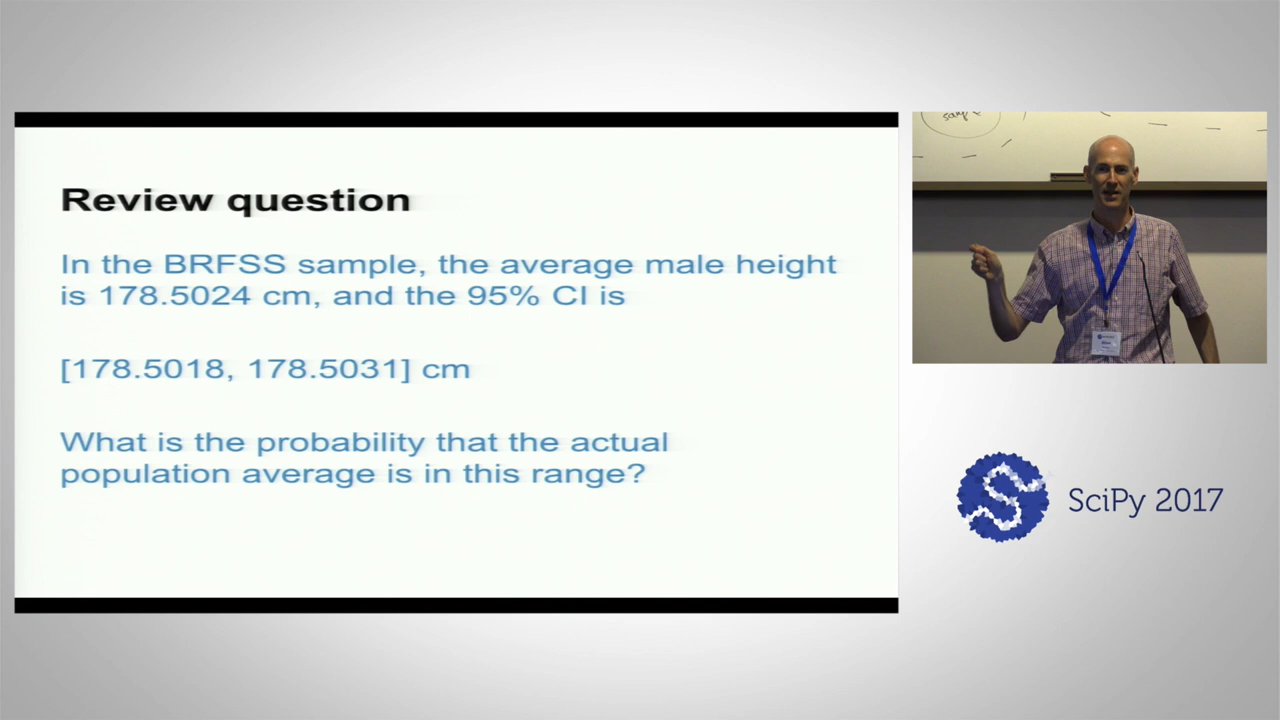 Review question
In the BRFSS sample, the average male height
is 178.5024 cm, and the 95% CI is
[178.5018, 178.5031] cm
What is the probability that the actual
population average is in this range?
SciPy 2017